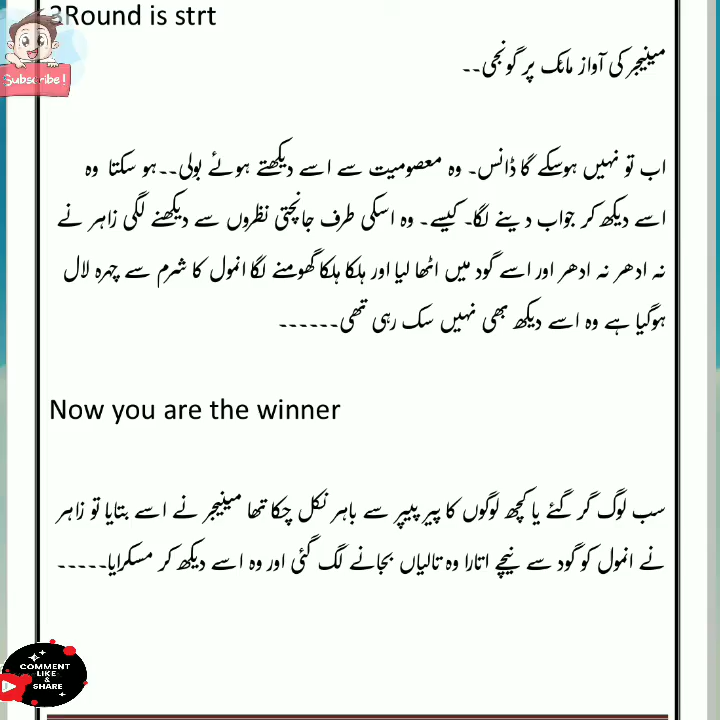 3Round is strt
مینیجر کی آواز مائک پر گونجی--
اب تو نہیں ہوسکے گا ڈانس۔ وہ معصومیت سے اسے دیکھتے ہوئے بولی--ہو سکتا وہ
اسے دیکھ کر جواب دینے لگا۔ کیسے۔ وہ اسکی طرف جانچتی نظروں سے دیکھنے لگی زاہر نے
نہ ادھر نہ ادھر اور اسے گود میں اٹھا لیا اور ہلکا ہلکا گھومنے لگا انمول کا شرم سے چہرہ لال
ہوگیا ہے وہ اسے دیکھ بھی نہیں سک رہی تھی------
Now you are the winner
سب لوگ گر گئے یا کچھ لوگوں کا پیر پیپر سے باہر نکل چکا تھا مینیجر نے اسے بتایا تو زاہر
نے انمول کو گود سے نیچے اتارا وہ تالیاں بجانے لگ گئی اور وہ اسے دیکھ کر مسکرایا-----
Subscribe!
COMMENT
LIKE
&
SHARE